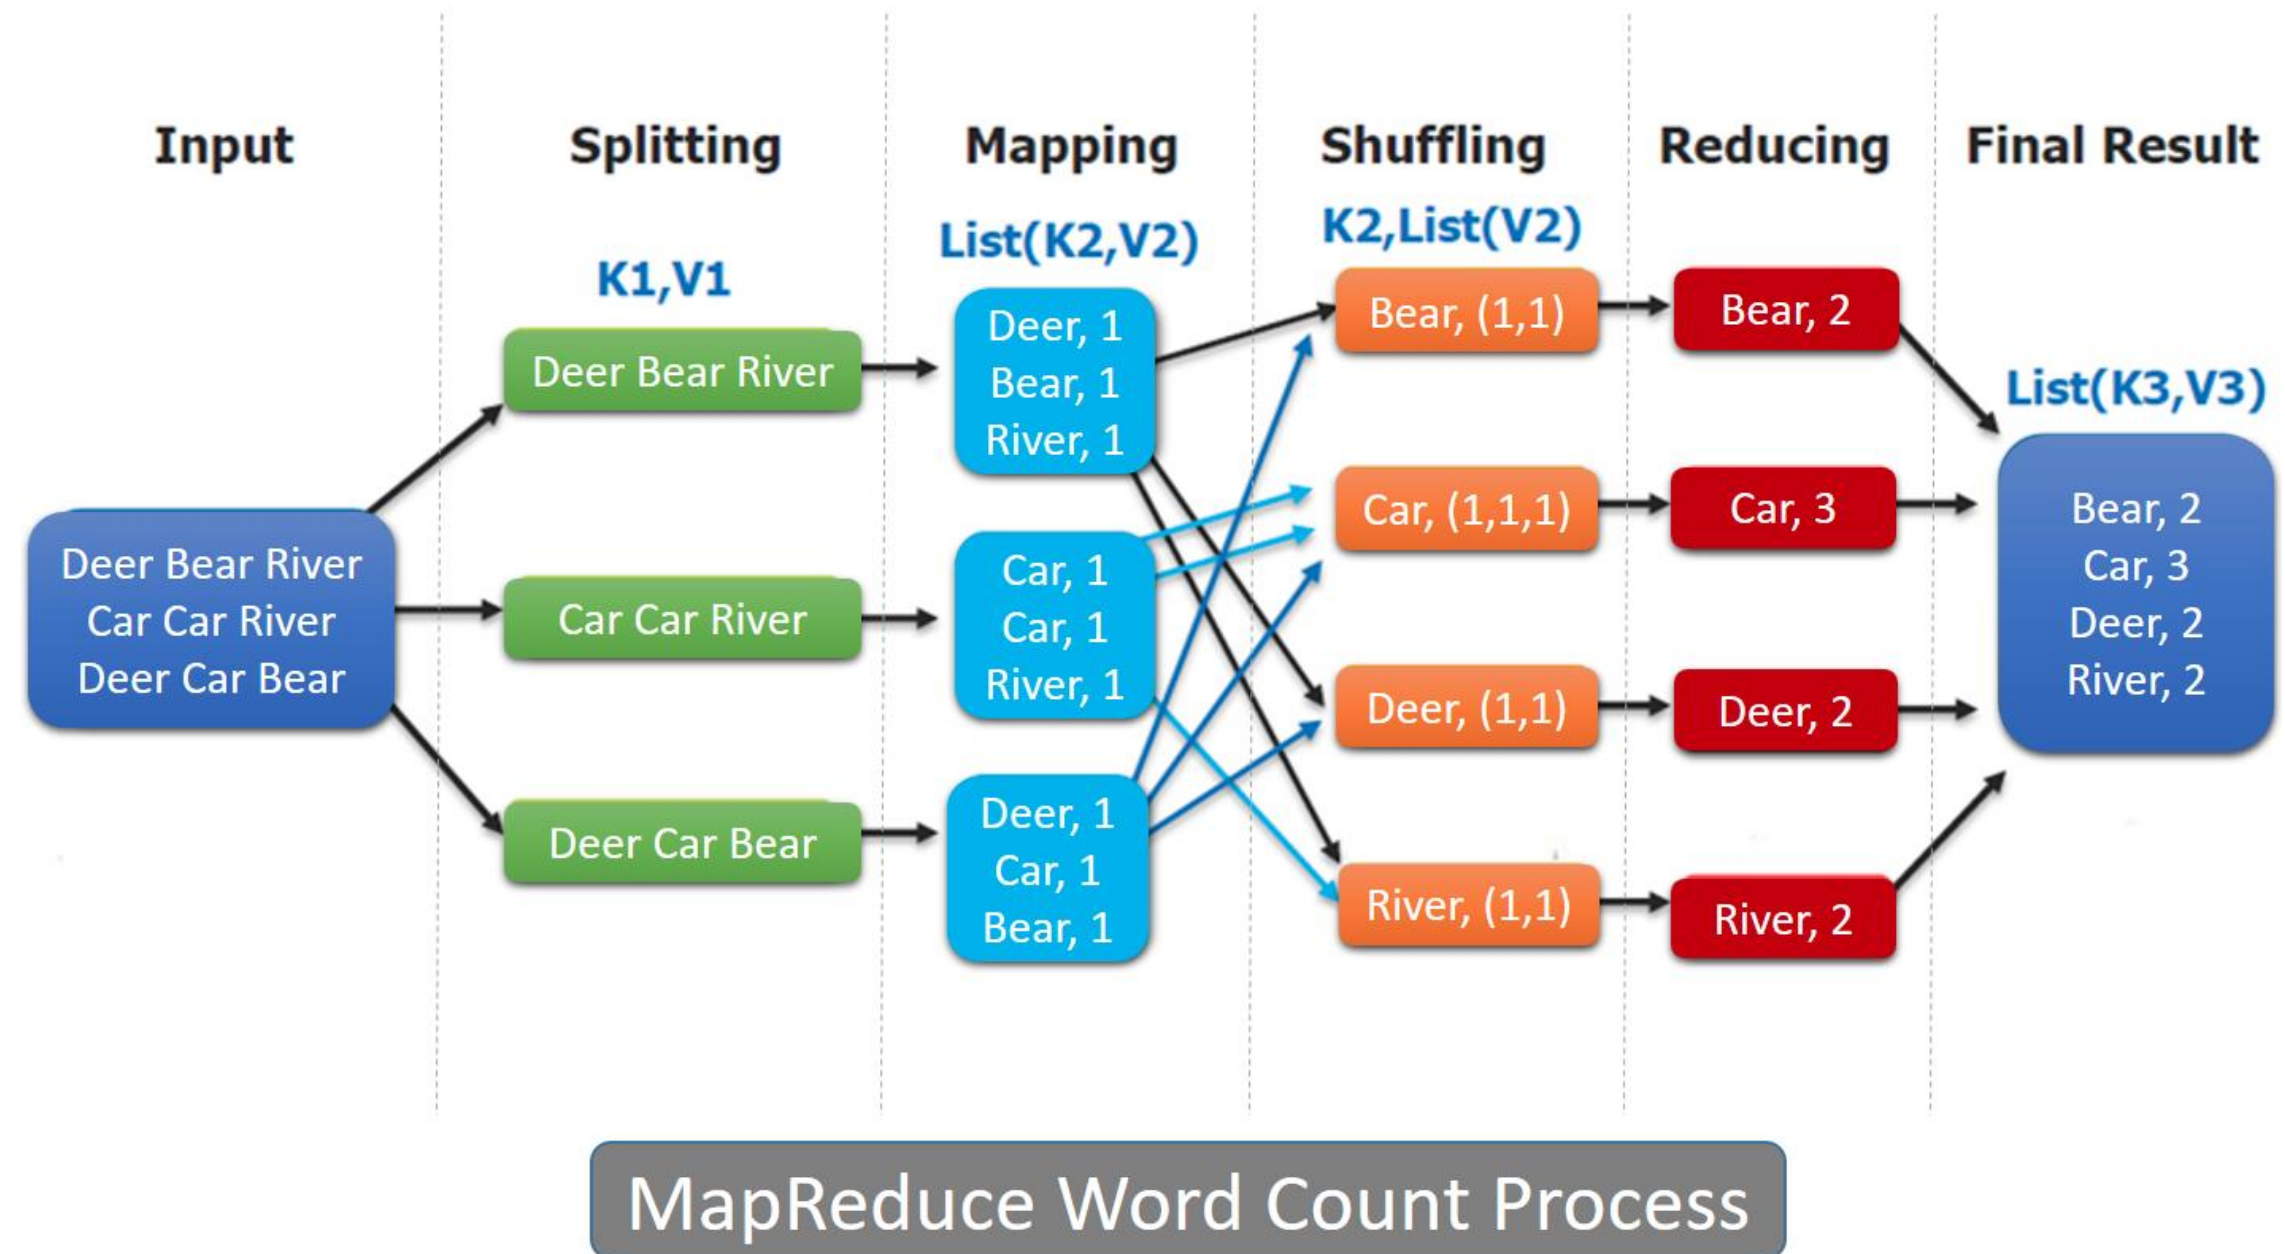 Input
Splitting
Mapping
Shuffling
Reducing
Final Result
K1,V1
List(K2,V2)
K2,List(V2)
List(K3,V3)
Deer Bear River
Car Car River
Deer Car Bear
Deer Bear River
Car Car River
Deer Car Bear
Deer, 1
Bear, 1
River, 1
Car, 1
Car, 1
River, 1
Deer, 1
Car, 1
Bear, 1
Bear, (1,1)
Car, (1,1,1)
Deer, (1,1)
River, (1,1)
Bear, 2
Car, 3
Deer, 2
River, 2
Bear, 2
Car, 3
Deer, 2
River, 2
MapReduce Word Count Process